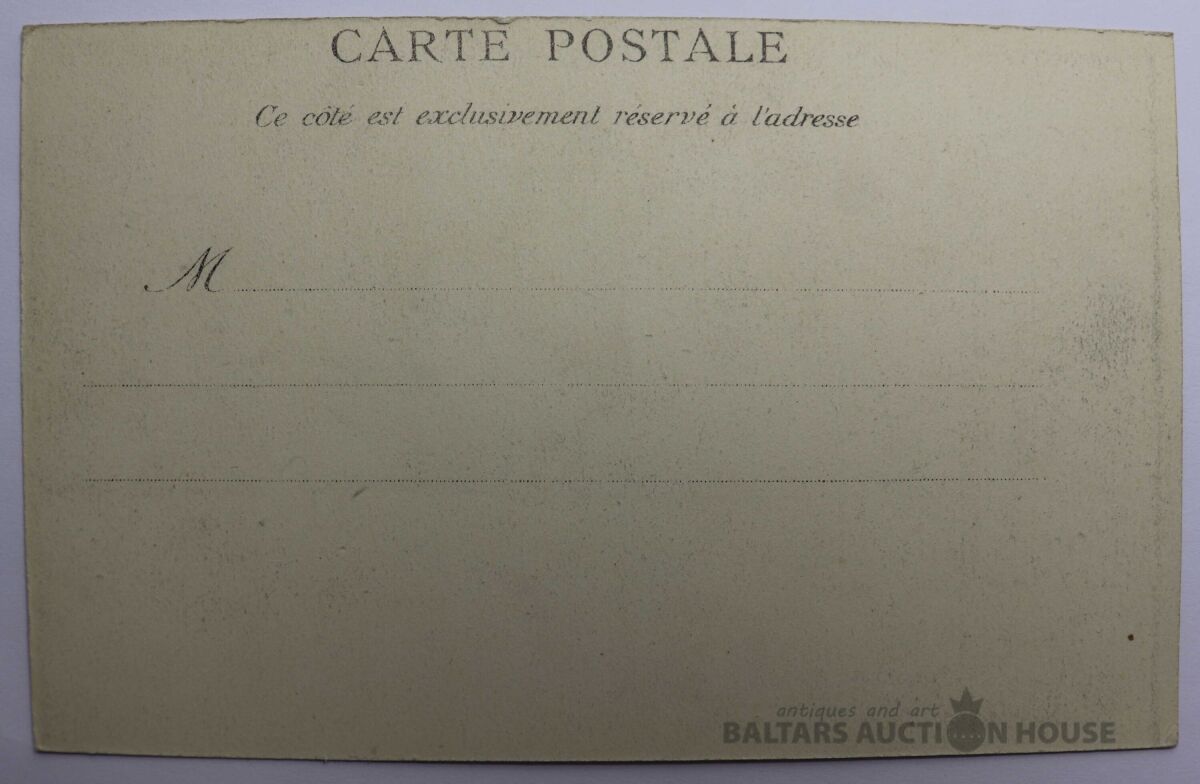 CARTE POSTALE
Ce côté est exclusivement réservé à l'adresse
M
antiques and art
BALTARS AUCTION HOUSE